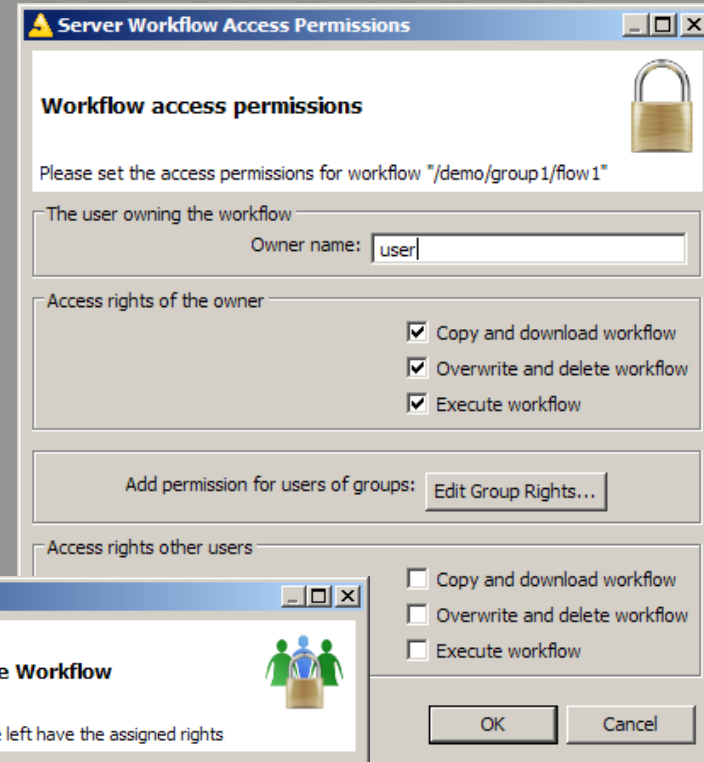 Server Workflow Access Permissions
Workflow access permissions
Please set the access permissions for workflow "/demo/group1/flow1"
The user owning the workflow
Owner name: user
Access rights of the owner
Copy and download workflow
Overwrite and delete workflow
Execute workflow
Add permission for users of groups: Edit Group Rights...
Access rights other users
Copy and download workflow
Overwrite and delete workflow
Execute workflow
OK Cancel
Workflow
left have the assigned rights